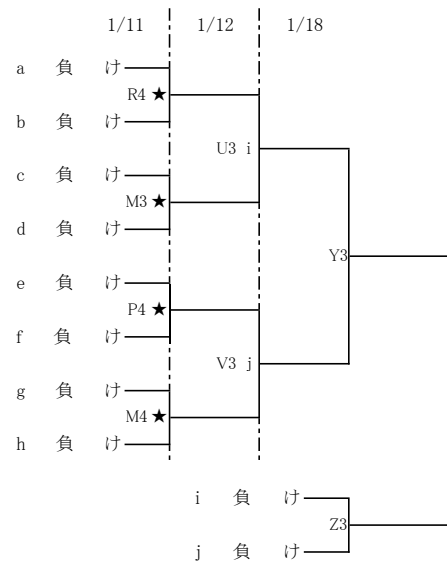 1/11 1/12 1/18
a 負け
R4 ★
b 負け
U3 i
c 負け
M3 ★
d 負け
Y3
e 負け
P4 ★
f 負け
V3 j
g 負け
M4 ★
h 負け
i 負け
Z3
j 負け